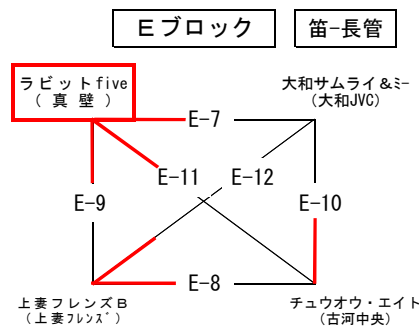 Eブロック
笛-長管
ラビットfive
(真壁)
大和サムライ&ミー
(大和JVC)
E-7
E-11
E-12
E-9
E-10
E-8
上妻フレンズB
(上妻フレンズ)
チュウオウ・エイト
(古河中央)